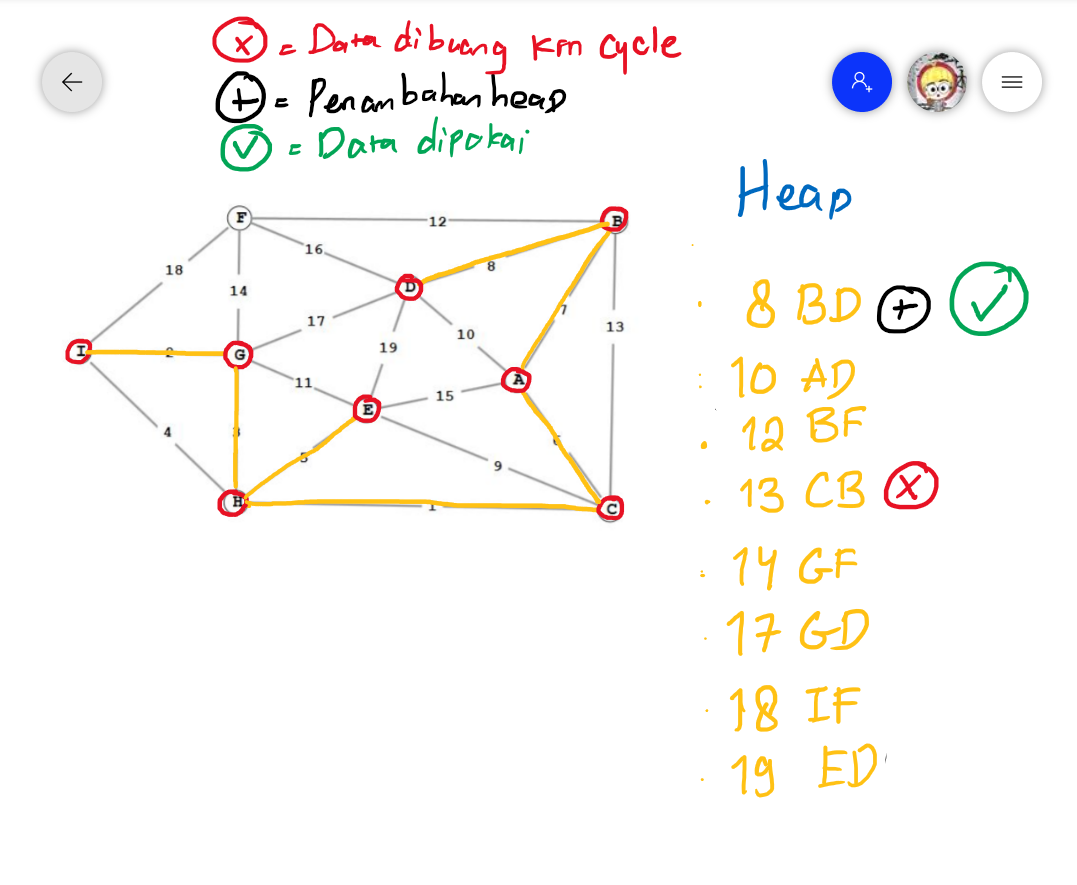 x = Data dibuang krn cycle
+ = Penambahan heap
✓ = Data dipakai
Heap
F 12 B
16
8
18
D
14
7
17
10
13
19
I 2 G
11
A
15
E
4
3
6
9
5
H 1 C
8 BD + ✓
10 AD
12 BF
13 CB x
14 GF
17 GD
18 IF
19 ED